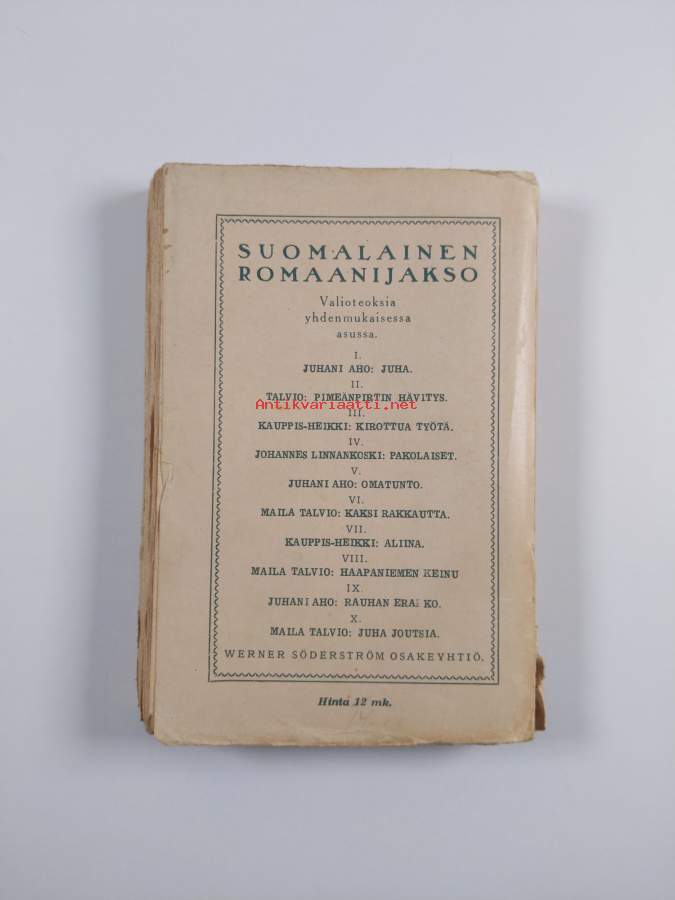 SUOMALAINEN
ROMAANIJAKSO
Valioteoksia
yhdenmukaisessa
asussa.
I.
JUHANI AHO: JUHA.
II.
TALVIO: PIMEÄNPIRTIN HÄVITYS.
Antikvariaatti.net
III.
KAUPPIS-HEIKKI: KIROTTUA TYÖTÄ.
IV.
JOHANNES LINNANKOSKI: PAKOLAISET.
V.
JUHANI AHO: OMATUNTO.
VI.
MAILA TALVIO: KAKSI RAKKAUTTA.
VII.
KAUPPIS-HEIKKI: ALIINA.
VIII.
MAILA TALVIO: HAAPANIEMEN KEINU
IX.
JUHANI AHO: RAUHAN ERAKKO.
X.
MAILA TALVIO: JUHA JOUTSIA.
WERNER SÖDERSTRÖM OSAKEYHTIÖ.
Hinta 12 mk.